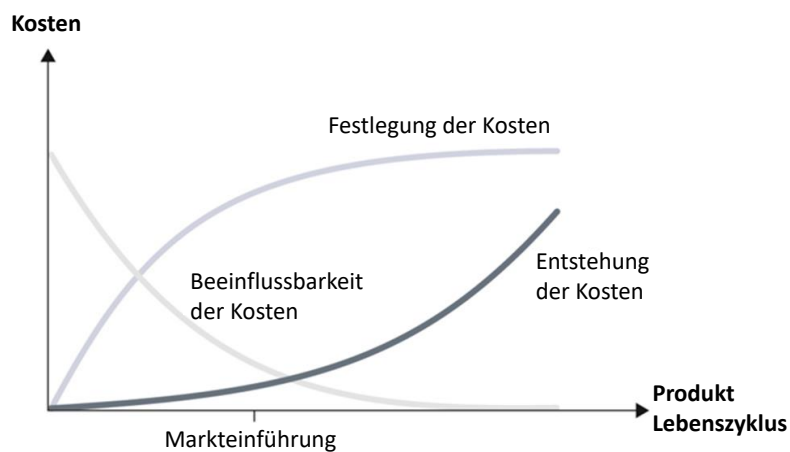 Kosten
Festlegung der Kosten
Beeinflussbarkeit
der Kosten
Entstehung
der Kosten
Produkt
Lebenszyklus
Markteinführung